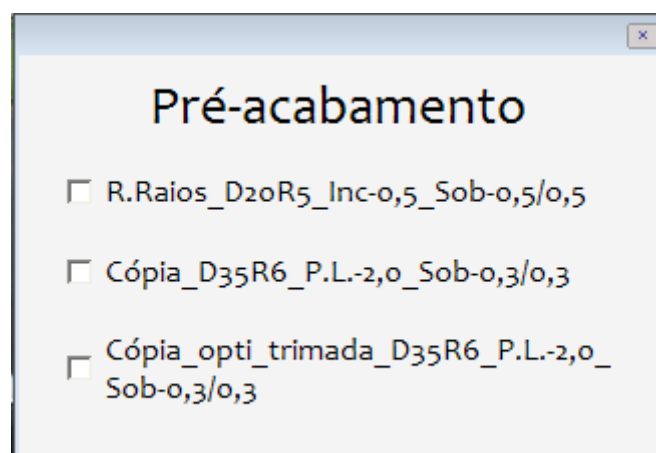 Pré-acabamento
R.Raios_D20R5_Inc-0,5_Sob-0,5/0,5
Cópia_D35R6_P.L.-2,0_Sob-0,3/0,3
Cópia_opti_trimada_D35R6_P.L.-2,0_
Sob-0,3/0,3